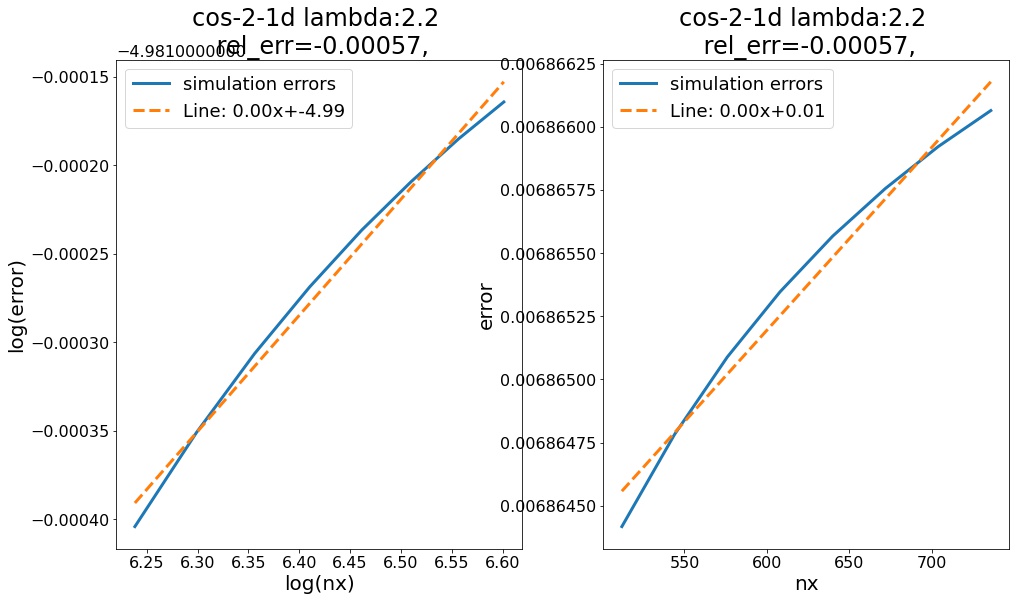 cos-2-1d lambda:2.2
rel_err=-0.00057,
−4.9810000000
simulation errors
Line: 0.00x+-4.99
−0.00015
−0.00020
−0.00025
−0.00030
−0.00035
−0.00040
log(error)
6.25 6.30 6.35 6.40 6.45 6.50 6.55 6.60
log(nx)
cos-2-1d lambda:2.2
rel_err=-0.00057,
simulation errors
Line: 0.00x+0.01
0.00686625
0.00686600
0.00686575
0.00686550
0.00686525
0.00686500
0.00686475
0.00686450
error
550 600 650 700
nx